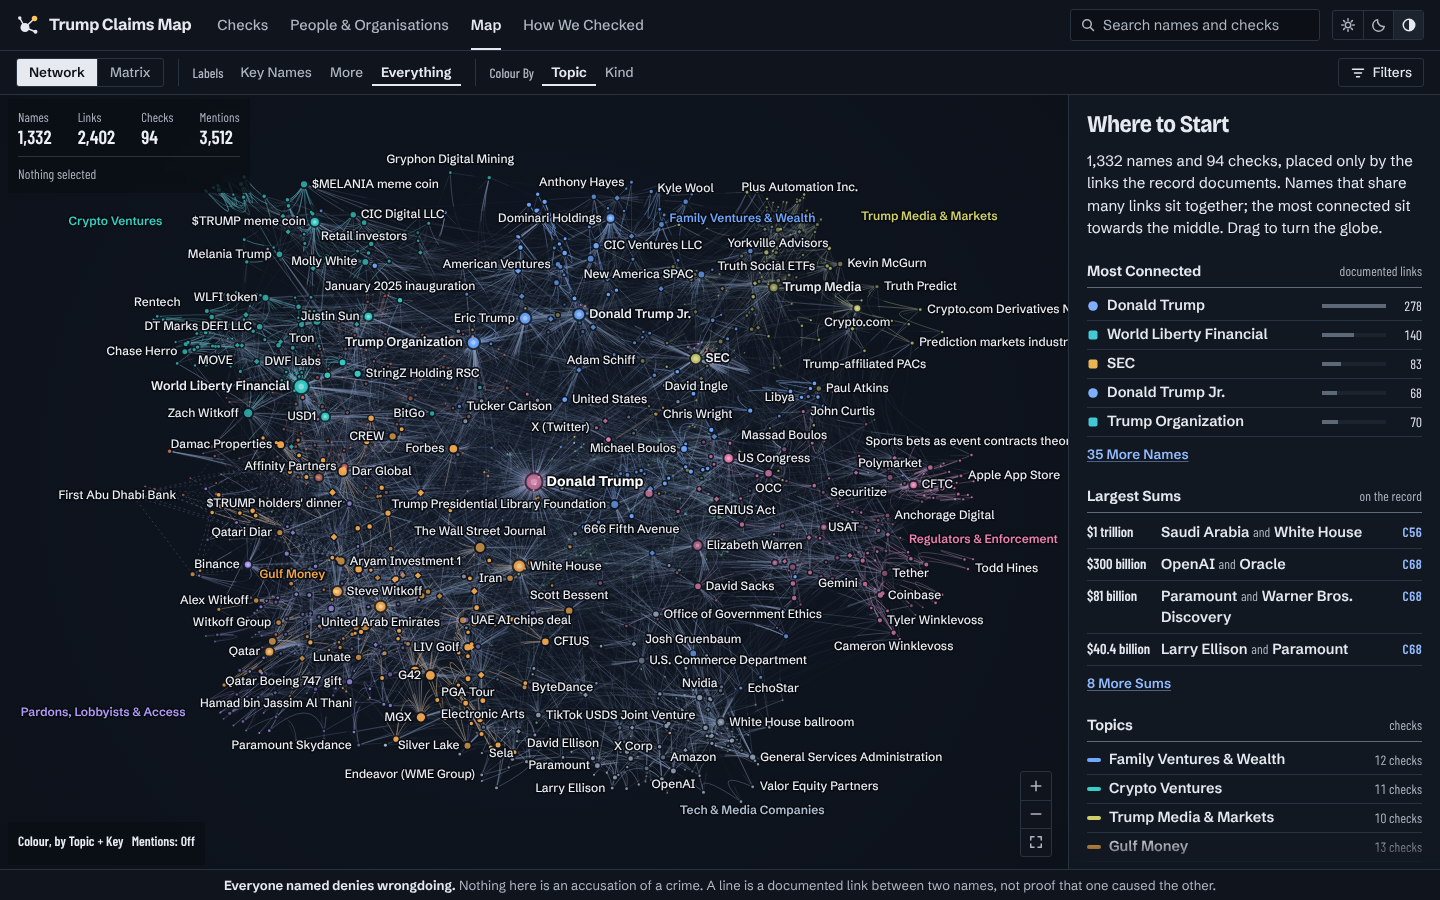 Trump Claims Map
Checks
People & Organisations
Map
How We Checked
Search names and checks
Network
Matrix
Labels
Key Names
More
Everything
Colour By
Topic
Kind
Filters
Names
Links
Checks
Mentions
1,332
2,402
94
3,512
Nothing selected
Gryphon Digital Mining
$MELANIA meme coin
Anthony Hayes
Kyle Wool
Plus Automation Inc.
Crypto Ventures
$TRUMP meme coin
CIC Digital LLC
Dominari Holdings
Family Ventures & Wealth
Trump Media & Markets
Retail investors
CIC Ventures LLC
Yorkville Advisors
Melania Trump
Molly White
American Ventures
New America SPAC
Truth Social ETFs
Kevin McGurn
January 2025 inauguration
Trump Media
Truth Predict
Rentech
WLFI token
Crypto.com Derivatives N
DT Marks DEFI LLC
Justin Sun
Eric Trump
Donald Trump Jr.
Crypto.com
Tron
Trump Organization
Prediction markets industr
Chase Herro
MOVE
DWF Labs
Adam Schiff
SEC
Trump-affiliated PACs
StringZ Holding RSC
World Liberty Financial
David Ingle
Paul Atkins
United States
Libya
Zach Witkoff
USD1
BitGo
Tucker Carlson
Chris Wright
John Curtis
X (Twitter)
CREW
Massad Boulos
Damac Properties
Forbes
Michael Boulos
Sports bets as event contracts theor
US Congress
Affinity Partners
Dar Global
Polymarket
Apple App Store
Donald Trump
OCC
CFTC
First Abu Dhabi Bank
Securitize
$TRUMP holders' dinner
Trump Presidential Library Foundation
GENIUS Act
Anchorage Digital
Qatari Diar
The Wall Street Journal
666 Fifth Avenue
USAT
Regulators & Enforcement
Elizabeth Warren
Binance
Aryam Investment 1
White House
Todd Hines
Gulf Money
Iran
Tether
Steve Witkoff
Scott Bessent
David Sacks
Gemini
Coinbase
Alex Witkoff
Witkoff Group
United Arab Emirates
UAE AI chips deal
Office of Government Ethics
Tyler Winklevoss
CFIUS
Josh Gruenbaum
Cameron Winklevoss
Qatar
Lunate
LIV Golf
U.S. Commerce Department
Qatar Boeing 747 gift
G42
ByteDance
Nvidia
EchoStar
Hamad bin Jassim Al Thani
PGA Tour
Pardons, Lobbyists & Access
MGX
Electronic Arts
TikTok USDS Joint Venture
White House ballroom
Paramount Skydance
Silver Lake
Sela
David Ellison
X Corp
Amazon
General Services Administration
Endeavor (WME Group)
Paramount
Larry Ellison
OpenAI
Valor Equity Partners
Tech & Media Companies
Colour, by Topic + Key
Mentions: Off
Where to Start
1,332 names and 94 checks, placed only by the
links the record documents. Names that share
many links sit together; the most connected sit
towards the middle. Drag to turn the globe.
Most Connected
documented links
Donald Trump 278
World Liberty Financial 140
SEC 83
Donald Trump Jr. 68
Trump Organization 70
35 More Names
Largest Sums
on the record
$1 trillion Saudi Arabia and White House C56
$300 billion OpenAI and Oracle C68
$81 billion Paramount and Warner Bros. C68
Discovery
$40.4 billion Larry Ellison and Paramount C68
8 More Sums
Topics
checks
Family Ventures & Wealth 12 checks
Crypto Ventures 11 checks
Trump Media & Markets 10 checks
Gulf Money 13 checks
Everyone named denies wrongdoing. Nothing here is an accusation of a crime. A line is a documented link between two names, not proof that one caused the other.